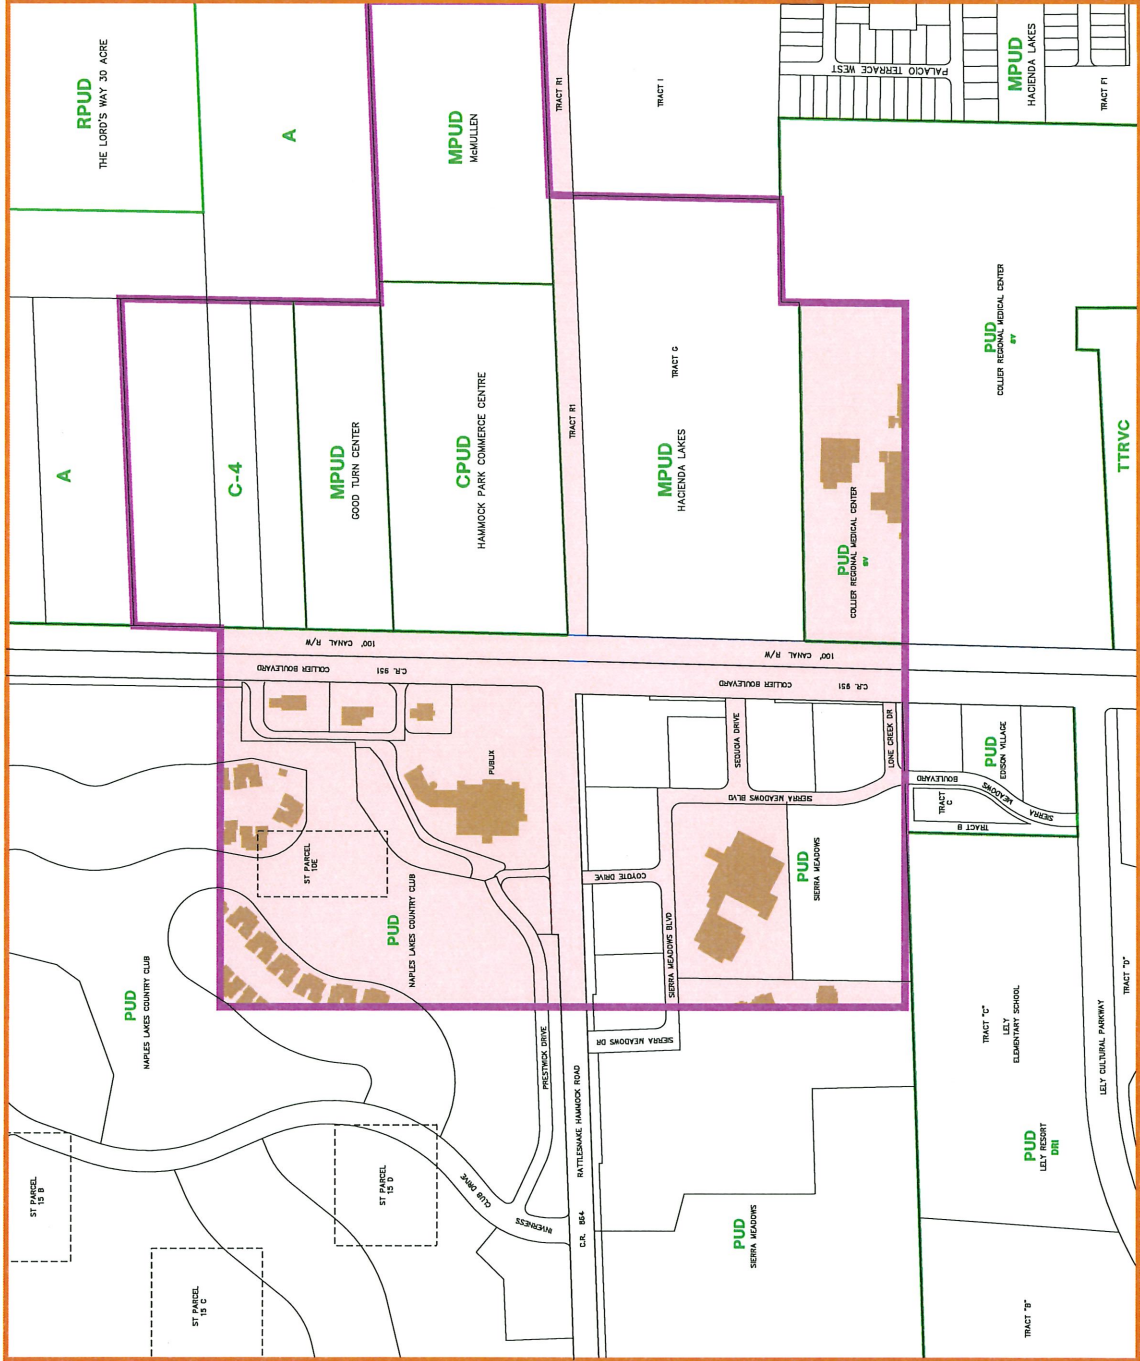 RPUD
THE LORD'S WAY 30 ACRE
A
MPUD
McMULLEN
TRACT R1
TRACT I
PALACIO TERRACE WEST
MPUD
HACIENDA LAKES
TRACT F1
A
C-4
MPUD
GOOD TURN CENTER
CPUD
HAMMOCK PARK COMMERCE CENTRE
TRACT R1
TRACT G
MPUD
HACIENDA LAKES
PUD
COLLIER REGIONAL MEDICAL CENTER
PUD
COLLIER REGIONAL MEDICAL CENTER
TTRVC
100' CANAL R/W
100' CANAL R/W
C.R. 951
COLLIER BOULEVARD
COLLIER BOULEVARD
C.R. 951
PUBLIX
SEQUOIA DRIVE
LONE CREEK DR
SIERRA MEADOWS BLVD
PUD
EDISON VILLAGE
SIERRA
MEADOWS
BOULEVARD
TRACT
C
TRACT B
ST PARCEL
10E
PUD
NAPLES LAKES COUNTRY CLUB
COYOTE DRIVE
PUD
SIERRA MEADOWS
SIERRA MEADOWS BLVD
PUD
NAPLES LAKES COUNTRY CLUB
PRESTWICK DRIVE
SIERRA MEADOWS DR
RATTLESNAKE HAMMOCK ROAD
C.R. 864
TRACT "C"
LELY
ELEMENTARY SCHOOL
LELY CULTURAL PARKWAY
TRACT "D"
ST PARCEL
15 B
ST PARCEL
15 D
INVERNESS
CLUB DRIVE
PUD
LELY RESORT
DRI
ST PARCEL
15 C
PUD
SIERRA MEADOWS
TRACT "B"